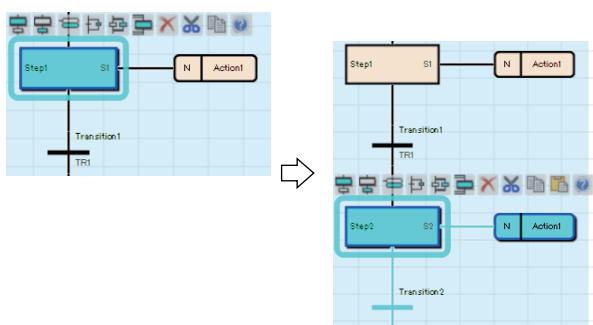 Step1 S1 N Action1
Transition1
TR1
Step1 S1 N Action1
Transition1
TR1
Step2 S2 N Action1
Transition2